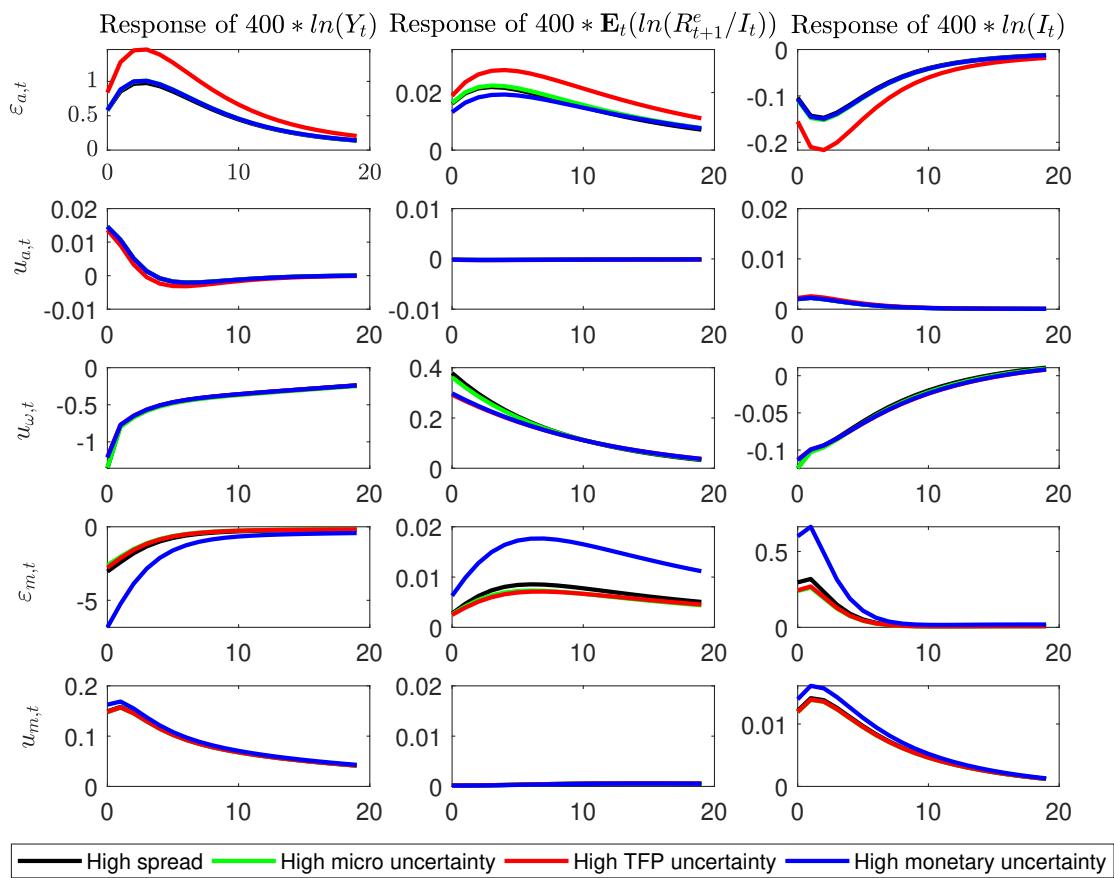 Response of 400 ∗ ln(Y_t) Response of 400 ∗ E_t(ln(R^e_{t+1}/I_t)) Response of 400 ∗ ln(I_t)
ε_{a,t}
1
0.5
0
0 10 20
0.02
0
0 10 20
0
-0.1
-0.2
0 10 20
u_{a,t}
0.02
0.01
0
-0.01
0 10 20
0.01
0
-0.01
0 10 20
0.02
0.01
0
0 10 20
u_{ω,t}
0
-0.5
-1
0 10 20
0.4
0.2
0
0 10 20
0
-0.05
-0.1
0 10 20
ε_{m,t}
0
-5
0 10 20
0.02
0.01
0
0 10 20
0.5
0
0 10 20
u_{m,t}
0.2
0.1
0
0 10 20
0.02
0.01
0
0 10 20
0.01
0
0 10 20
High spread High micro uncertainty High TFP uncertainty High monetary uncertainty